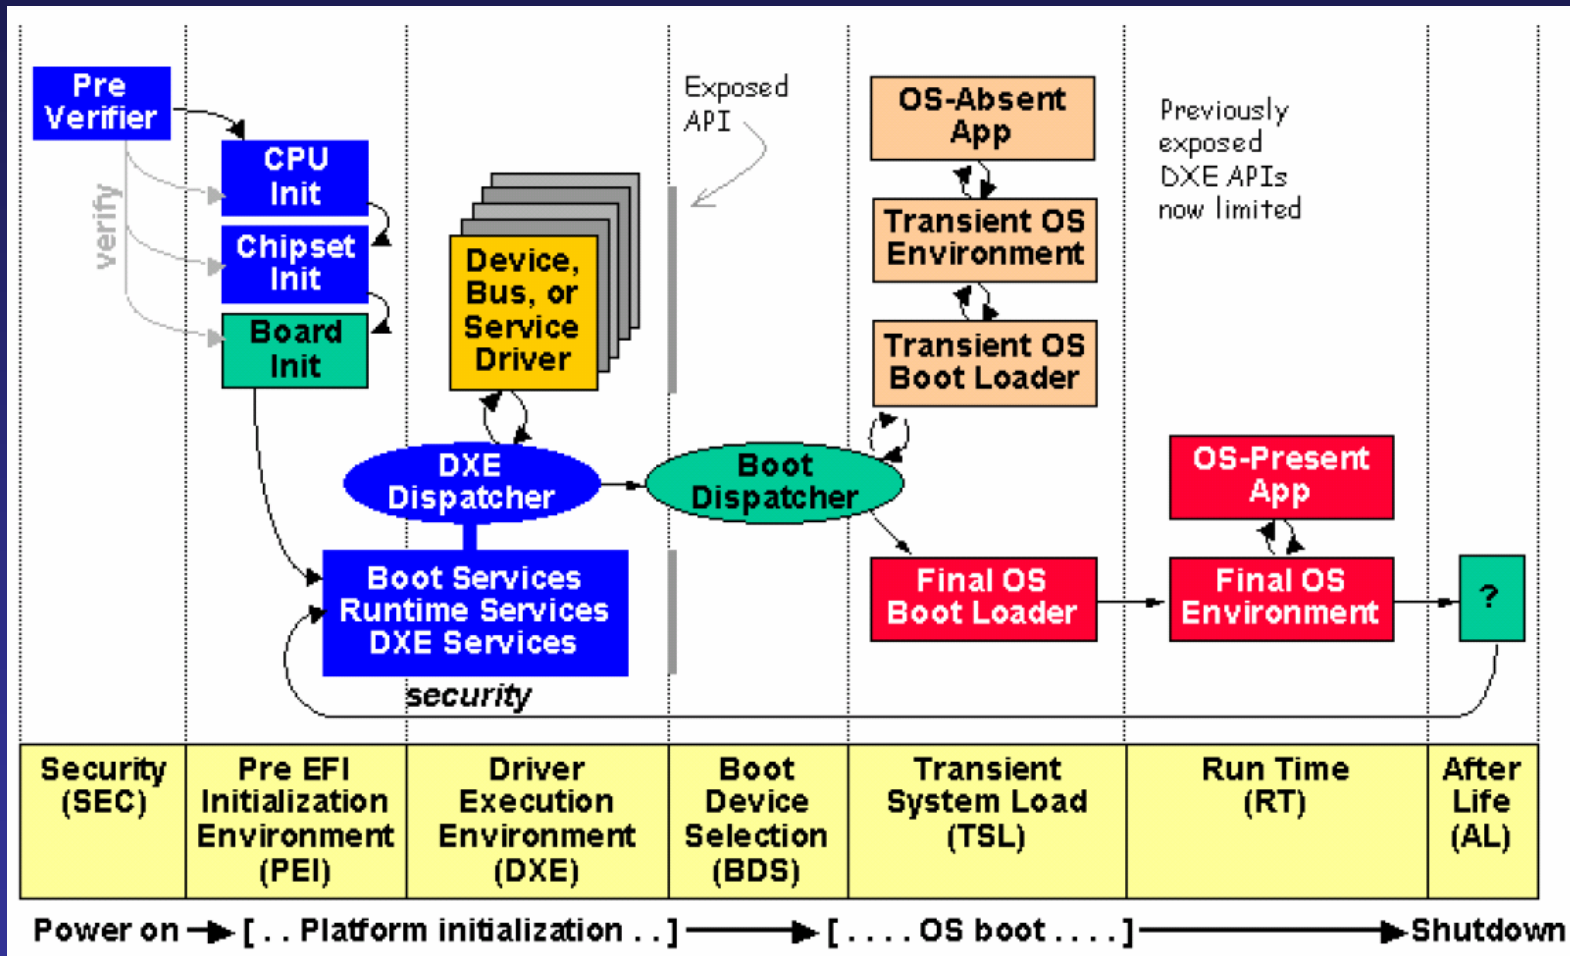 Pre
Verifier
verify
CPU
Init
Chipset
Init
Board
Init
Device,
Bus, or
Service
Driver
DXE
Dispatcher
Boot Services
Runtime Services
DXE Services
security
Exposed
API
Boot
Dispatcher
OS-Absent
App
Transient OS
Environment
Transient OS
Boot Loader
Final OS
Boot Loader
Previously
exposed
DXE APIs
now limited
OS-Present
App
Final OS
Environment
?
Security
(SEC)
Pre EFI
Initialization
Environment
(PEI)
Driver
Execution
Environment
(DXE)
Boot
Device
Selection
(BDS)
Transient
System Load
(TSL)
Run Time
(RT)
After
Life
(AL)
Power on [ . . Platform initialization . . ] [ . . . . OS boot . . . . ] Shutdown